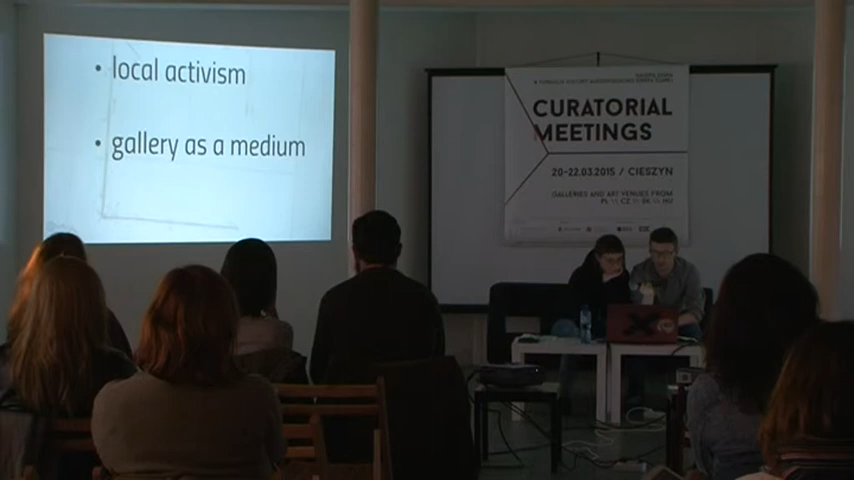 • local activism
• gallery as a medium
CURATORIAL
MEETINGS
20-22.03.2015 / CIESZYN
GALLERIES AND ART VENUES FROM